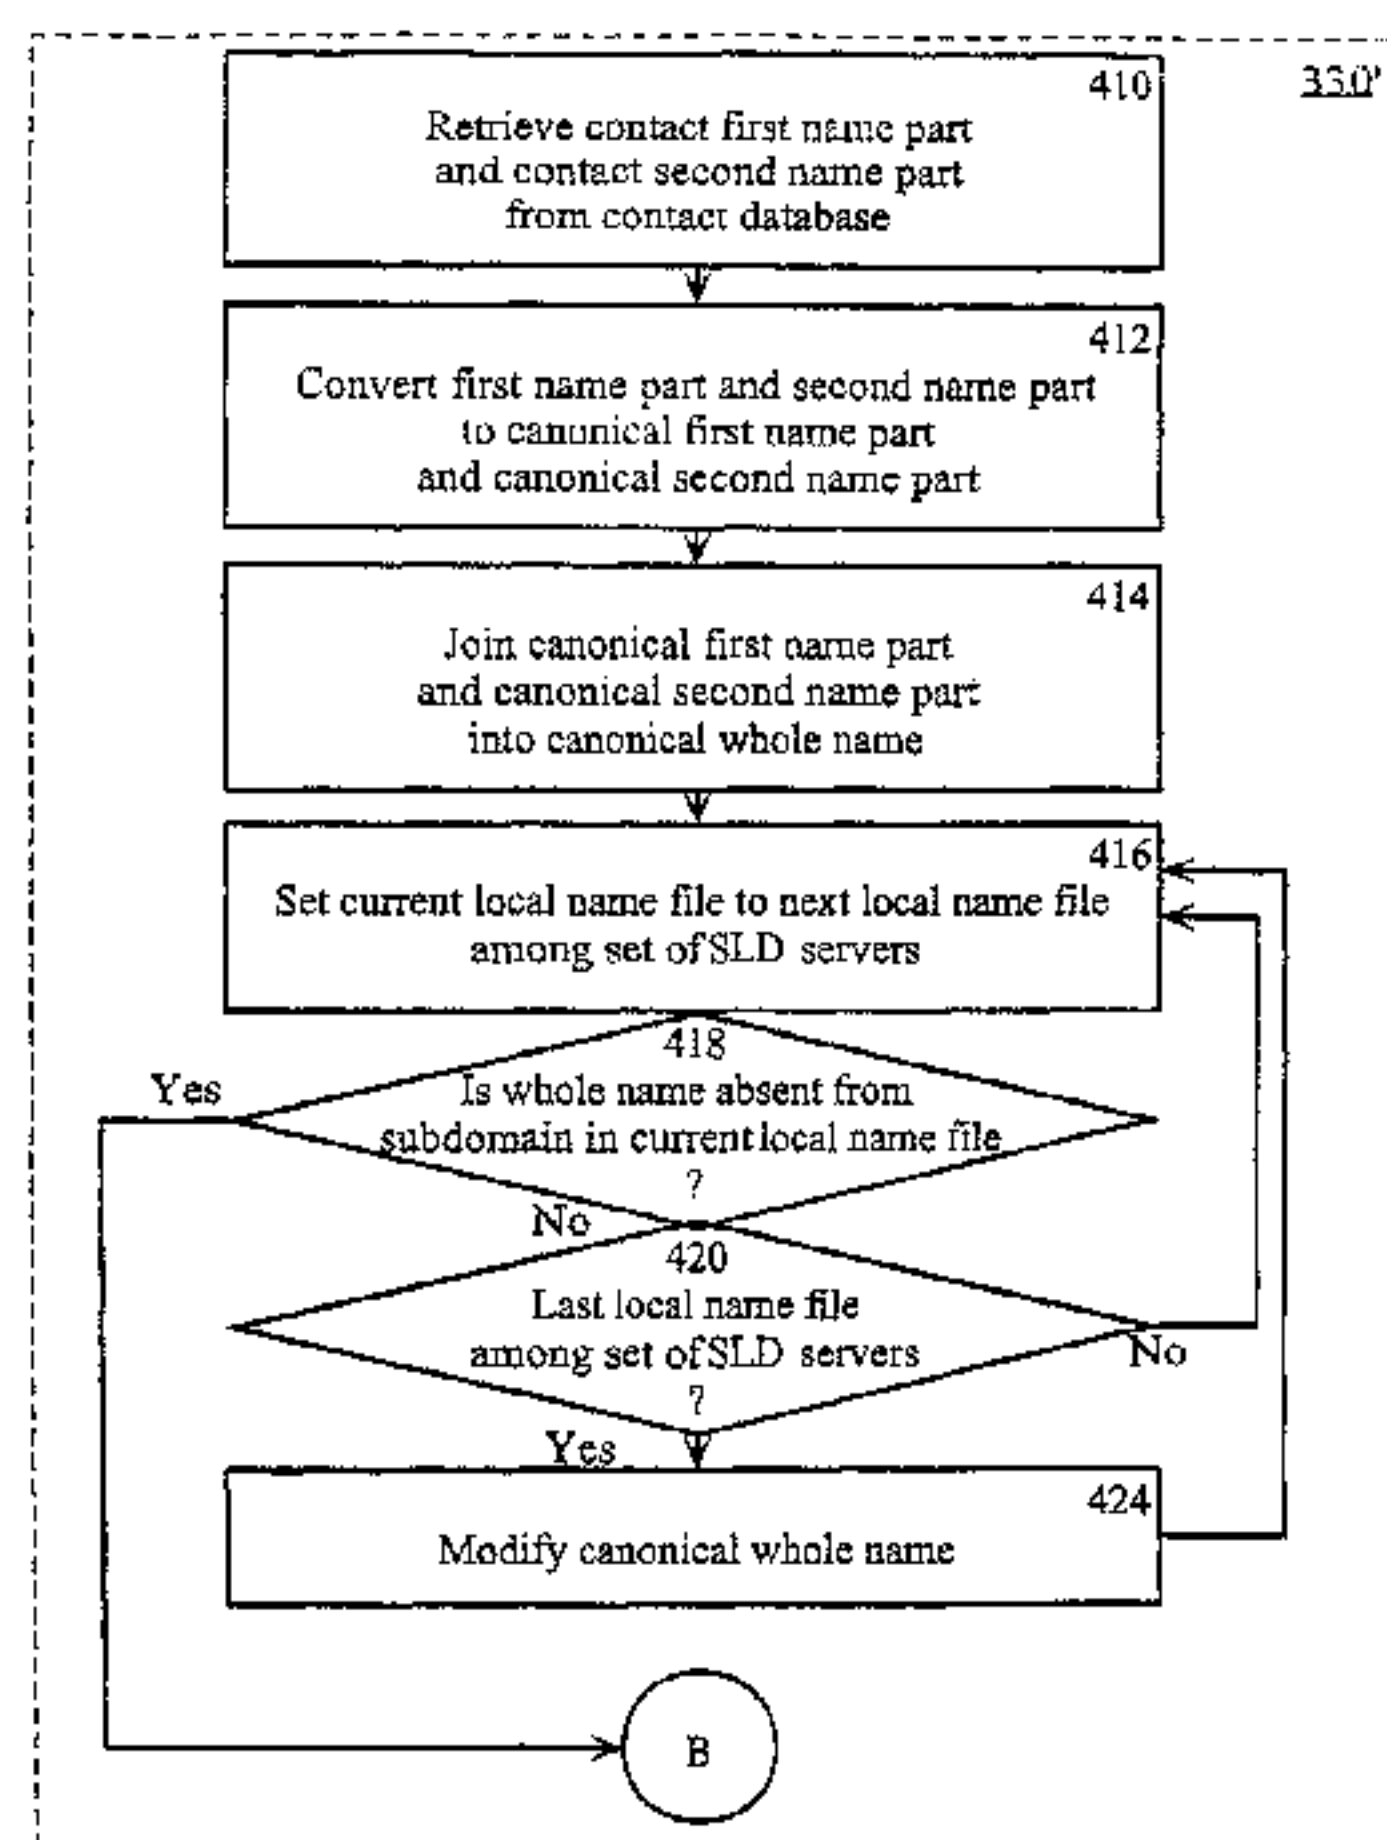 330'
410
Retrieve contact first name part
and contact second name part
from contact database
412
Convert first name part and second name part
to canonical first name part
and canonical second name part
414
Join canonical first name part
and canonical second name part
into canonical whole name
416
Set current local name file to next local name file
among set of SLD servers
418
Yes
Is whole name absent from
subdomain in current local name file
?
No
420
Last local name file
among set of SLD servers
?
No
Yes
424
Modify canonical whole name
B